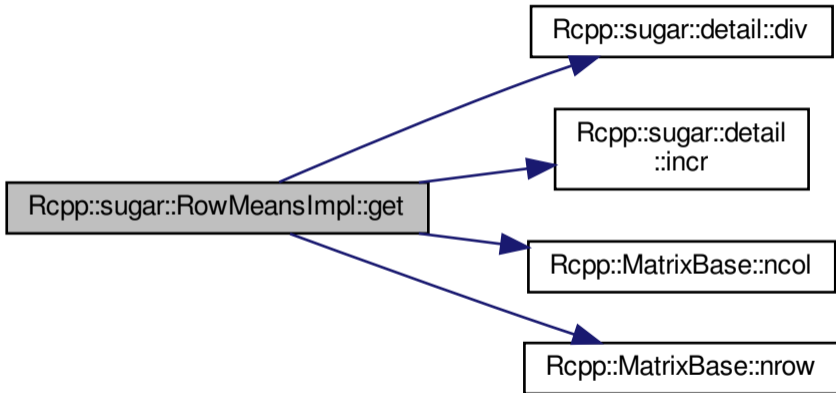 Rcpp::sugar::detail::div
Rcpp::sugar::detail
::incr
Rcpp::sugar::RowMeansImpl::get
Rcpp::MatrixBase::ncol
Rcpp::MatrixBase::nrow